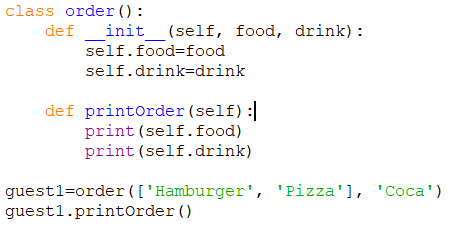 class order():
    def __init__(self, food, drink):
        self.food=food
        self.drink=drink

    def printOrder(self):
        print(self.food)
        print(self.drink)

guest1=order(['Hamburger', 'Pizza'], 'Coca')
guest1.printOrder()